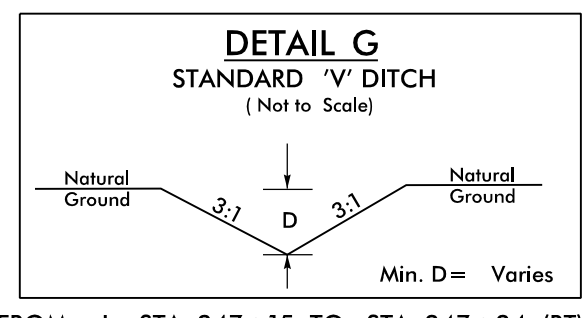 DETAIL G
STANDARD 'V' DITCH
( Not to Scale)
Natural
Ground
3:1
D
3:1
Natural
Ground
Min. D= Varies